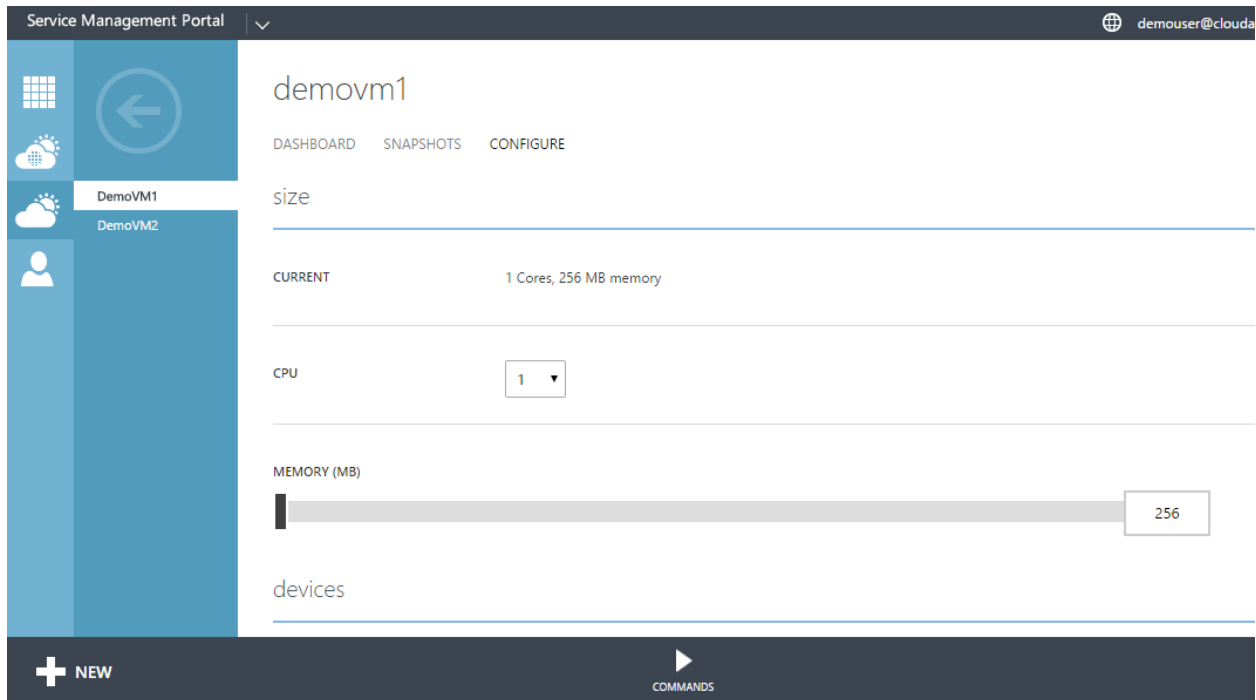 Service Management Portal
demouser@clouda
DemoVM1
DemoVM2
demovm1
DASHBOARD SNAPSHOTS CONFIGURE
size
CURRENT 1 Cores, 256 MB memory
CPU 1
MEMORY (MB)
256
devices
NEW
COMMANDS